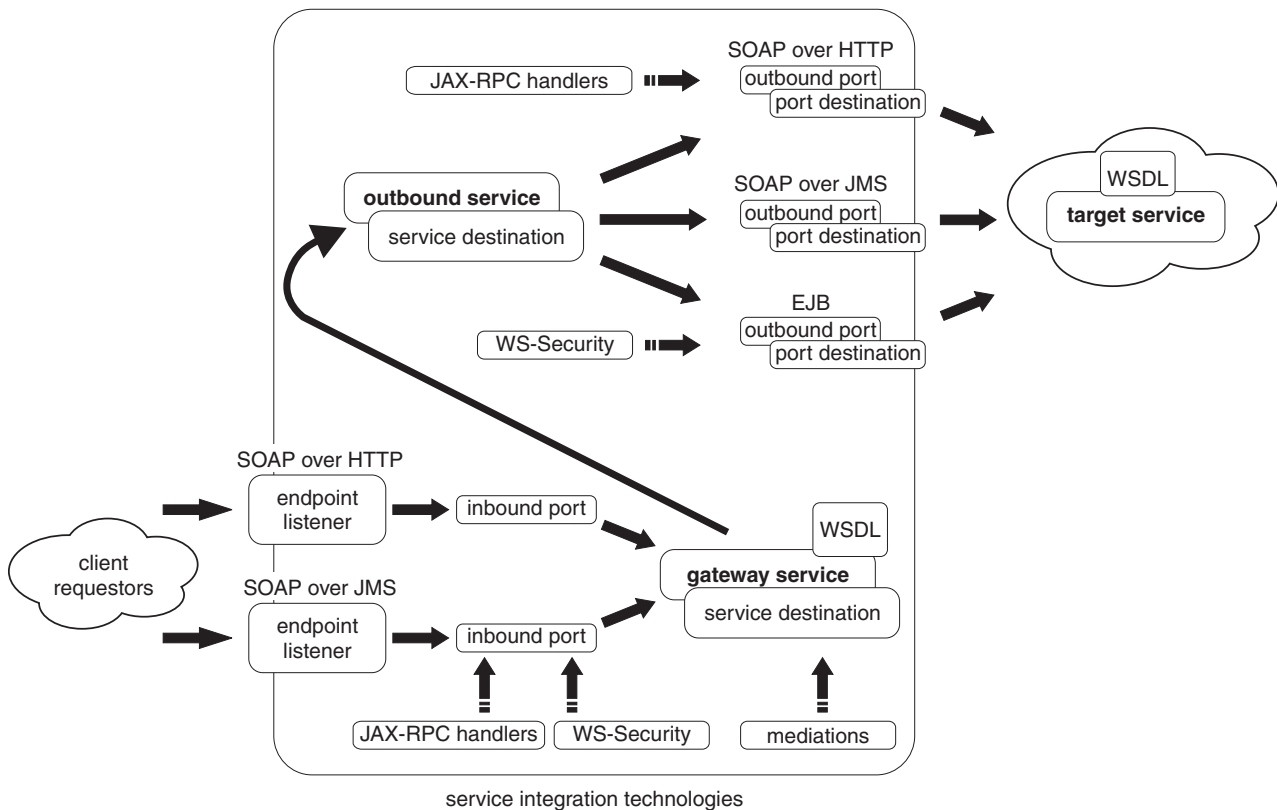 SOAP over HTTP
JAX-RPC handlers
outbound port
port destination
WSDL
SOAP over JMS
outbound service
outbound port
target service
service destination
port destination
EJB
outbound port
WS-Security
port destination
SOAP over HTTP
endpoint
listener
inbound port
WSDL
client
requestors
gateway service
SOAP over JMS
service destination
endpoint
listener
inbound port
JAX-RPC handlers
WS-Security
mediations
service integration technologies